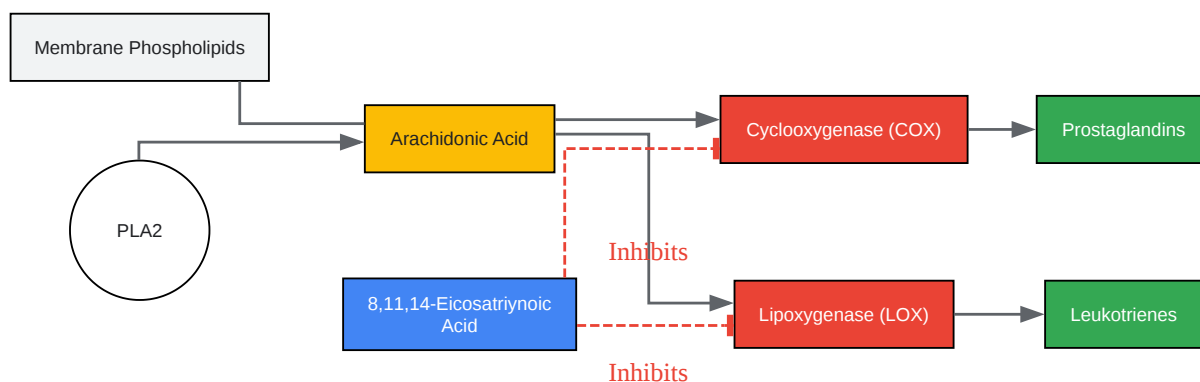 Membrane Phospholipids
Arachidonic Acid
Cyclooxygenase (COX)
Prostaglandins
PLA2
Inhibits
8,11,14-Eicosatriynoic
Acid
Lipoxygenase (LOX)
Leukotrienes
Inhibits